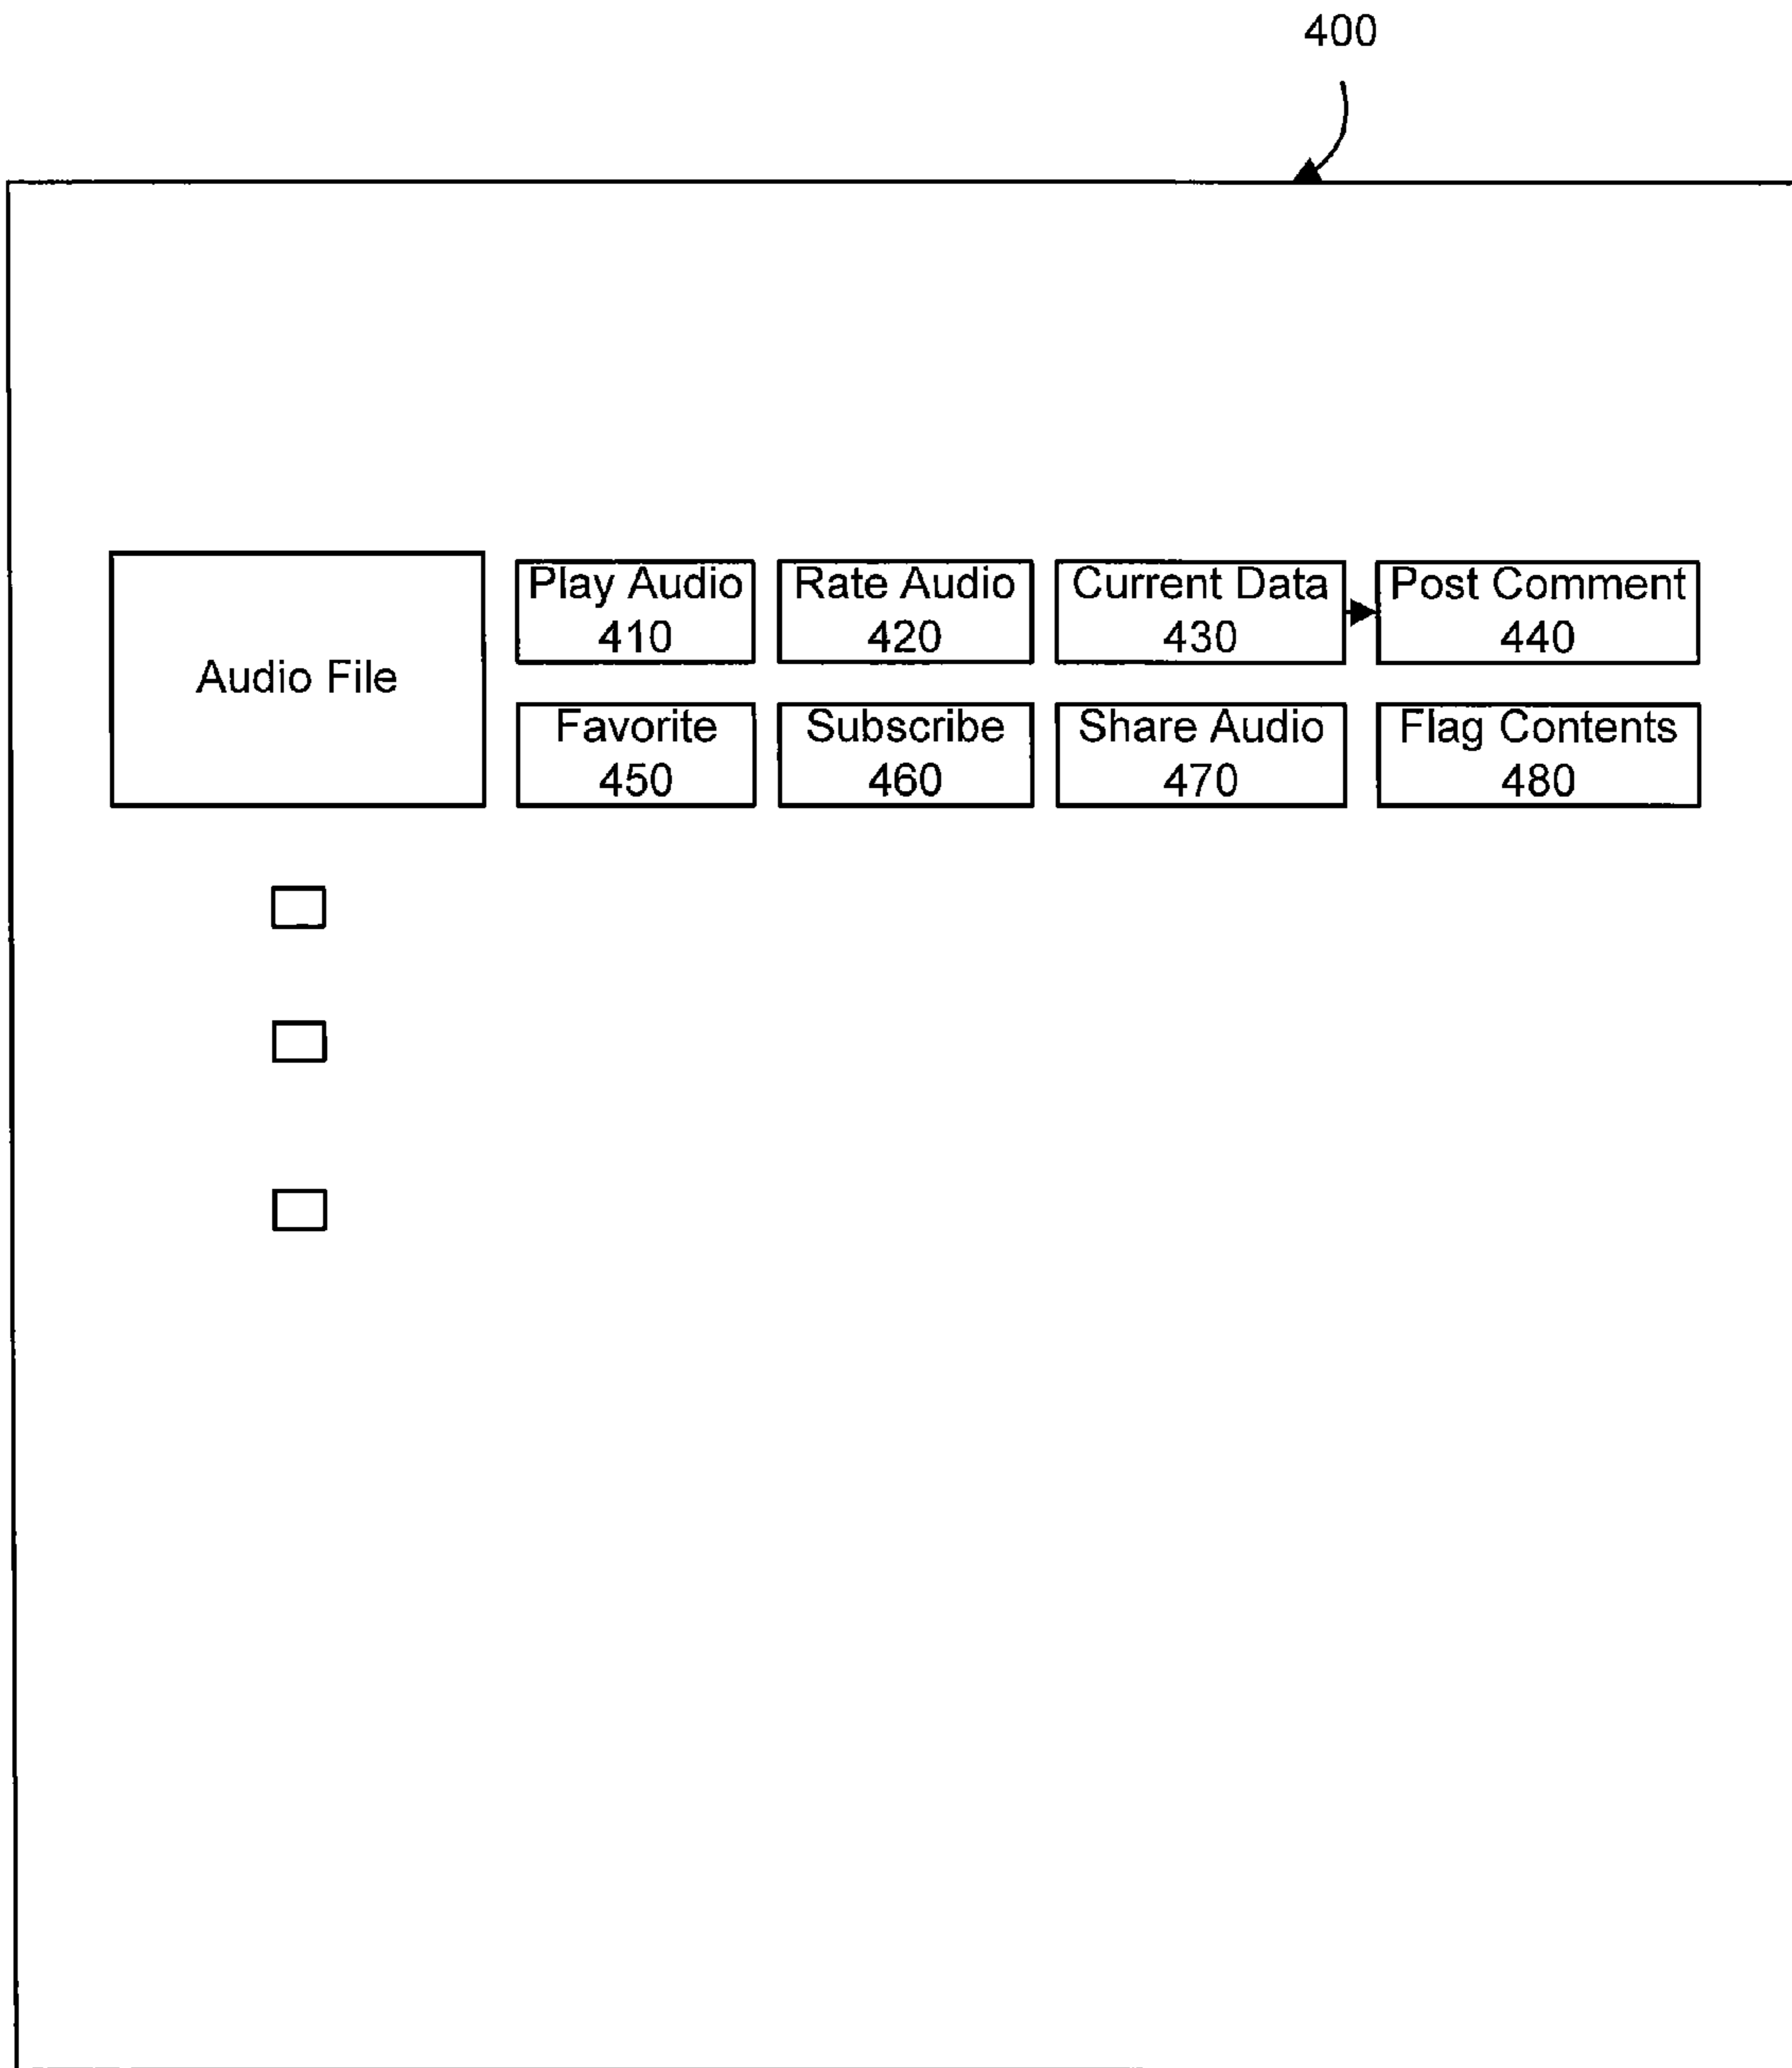 400
Audio File
Play Audio
410
Rate Audio
420
Current Data
430
Post Comment
440
Favorite
450
Subscribe
460
Share Audio
470
Flag Contents
480